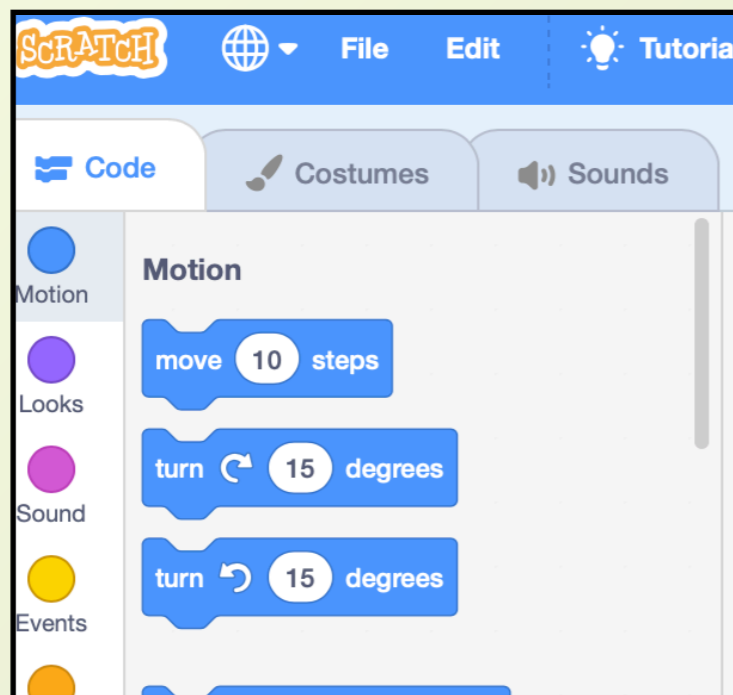 SCRATCH File Edit Tutoria
Code Costumes Sounds
Motion
Looks
Sound
Events
Motion
move 10 steps
turn 15 degrees
turn 15 degrees